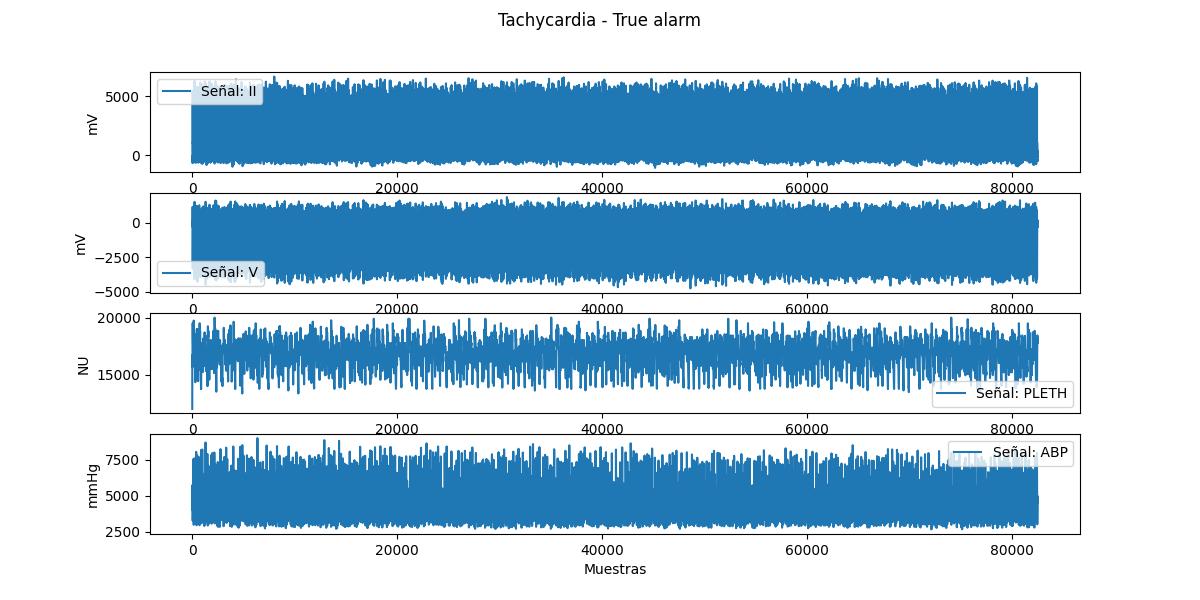 Tachycardia - True alarm
Señal: II
5000
0
mV
0 20000 40000 60000 80000
Señal: V
0
−2500
−5000
mV
0 20000 40000 60000 80000
Señal: PLETH
20000
15000
NU
0 20000 40000 60000 80000
Señal: ABP
7500
5000
2500
mmHg
0 20000 40000 60000 80000
Muestras